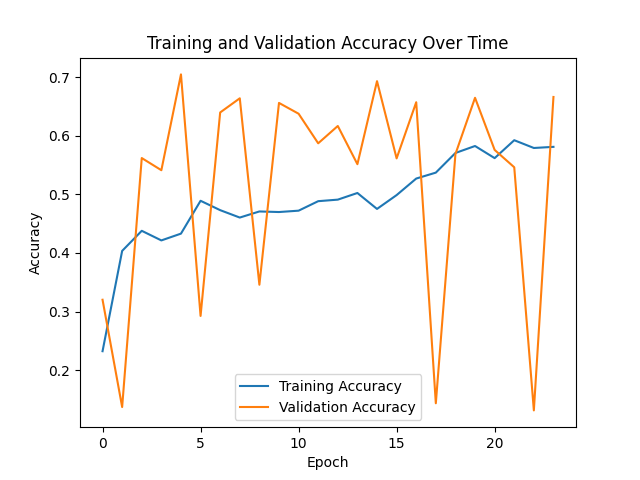 Training and Validation Accuracy Over Time
0.7
0.6
0.5
0.4
0.3
0.2
Accuracy
Training Accuracy
Validation Accuracy
0 5 10 15 20
Epoch